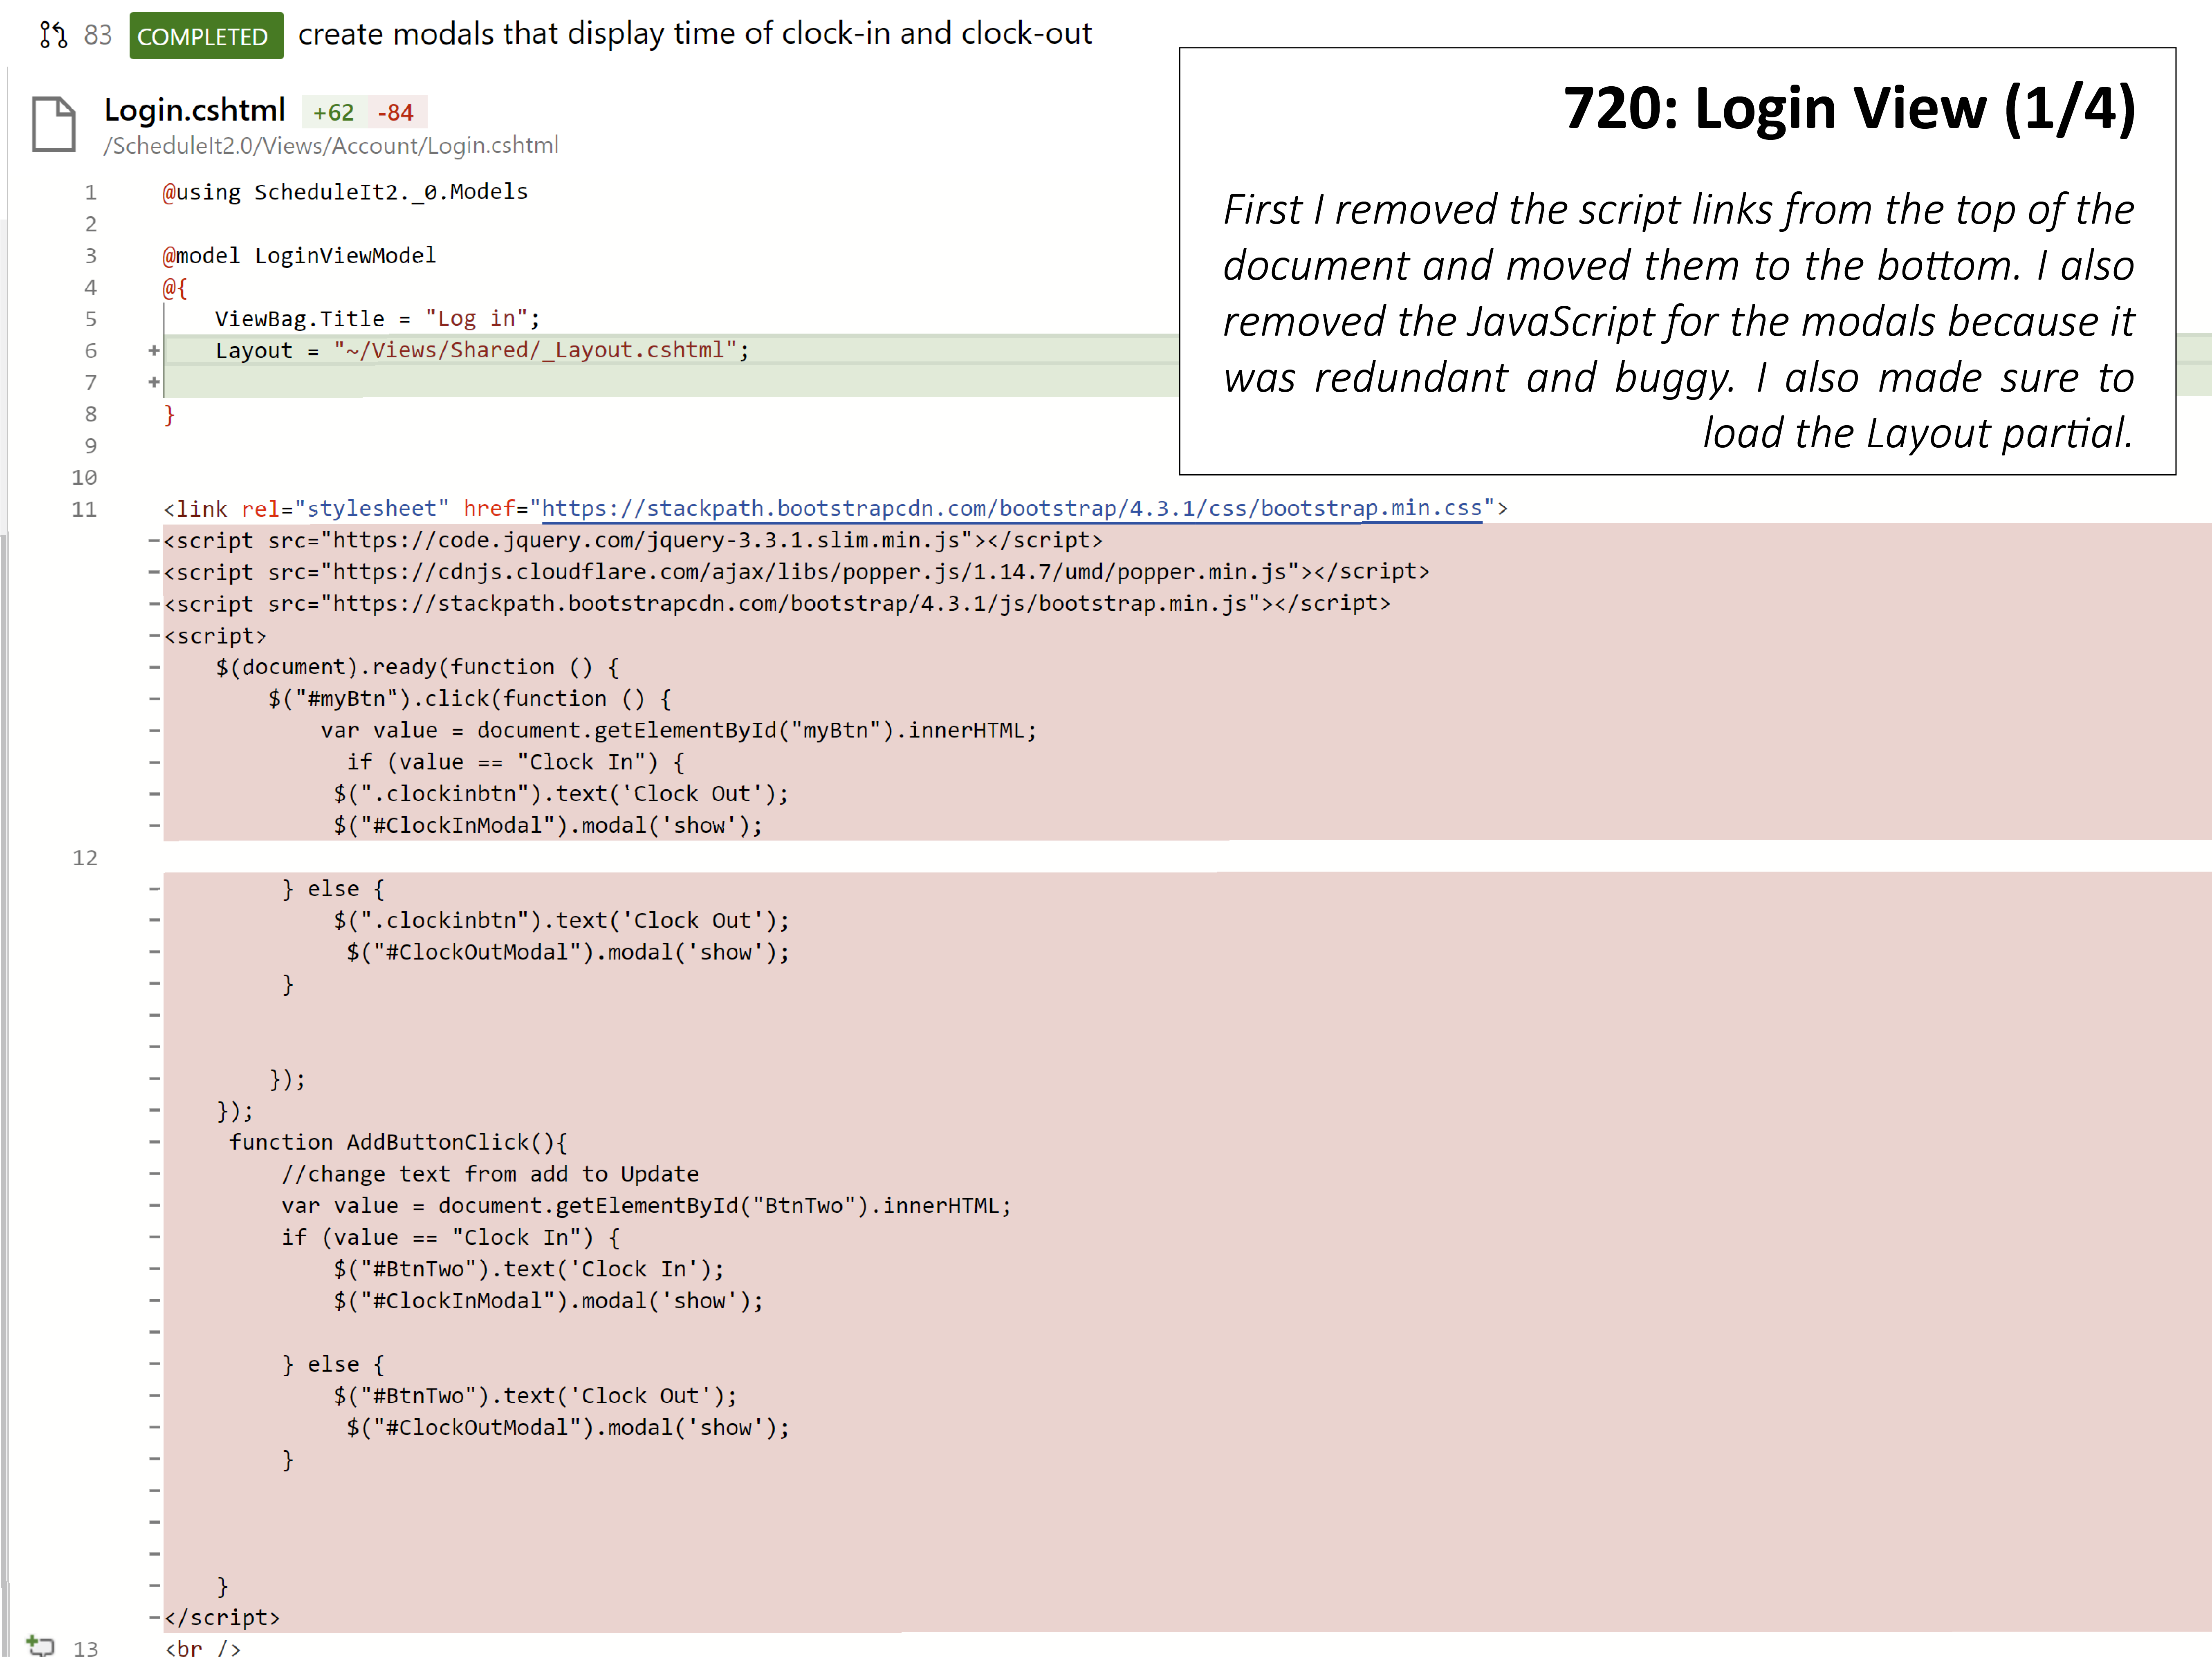 83 COMPLETED create modals that display time of clock-in and clock-out
720: Login View (1/4)
First I removed the script links from the top of the
document and moved them to the bottom. I also
removed the JavaScript for the modals because it
was redundant and buggy. I also made sure to
load the Layout partial.
Login.cshtml +62 -84
/ScheduleIt2.0/Views/Account/Login.cshtml
1 @using ScheduleIt2._0.Models
2
3 @model LoginViewModel
4 @{
5 ViewBag.Title = "Log in";
6 + Layout = "~/Views/Shared/_Layout.cshtml";
7 +
8 }
9
10
11 <link rel="stylesheet" href="https://stackpath.bootstrapcdn.com/bootstrap/4.3.1/css/bootstrap.min.css">
-<script src="https://code.jquery.com/jquery-3.3.1.slim.min.js"></script>
-<script src="https://cdnjs.cloudflare.com/ajax/libs/popper.js/1.14.7/umd/popper.min.js"></script>
-<script src="https://stackpath.bootstrapcdn.com/bootstrap/4.3.1/js/bootstrap.min.js"></script>
-<script>
- $(document).ready(function () {
- $("#myBtn").click(function () {
- var value = document.getElementById("myBtn").innerHTML;
- if (value == "Clock In") {
- $(".clockinbtn").text('Clock Out');
- $("#ClockInModal").modal('show');
12
- } else {
- $(".clockinbtn").text('Clock Out');
- $("#ClockOutModal").modal('show');
- }
-
-
- });
- });
- function AddButtonClick(){
- //change text from add to Update
- var value = document.getElementById("BtnTwo").innerHTML;
- if (value == "Clock In") {
- $("#BtnTwo").text('Clock In');
- $("#ClockInModal").modal('show');
-
- } else {
- $("#BtnTwo").text('Clock Out');
- $("#ClockOutModal").modal('show');
- }
-
-
-
- }
-</script>
13 <br />